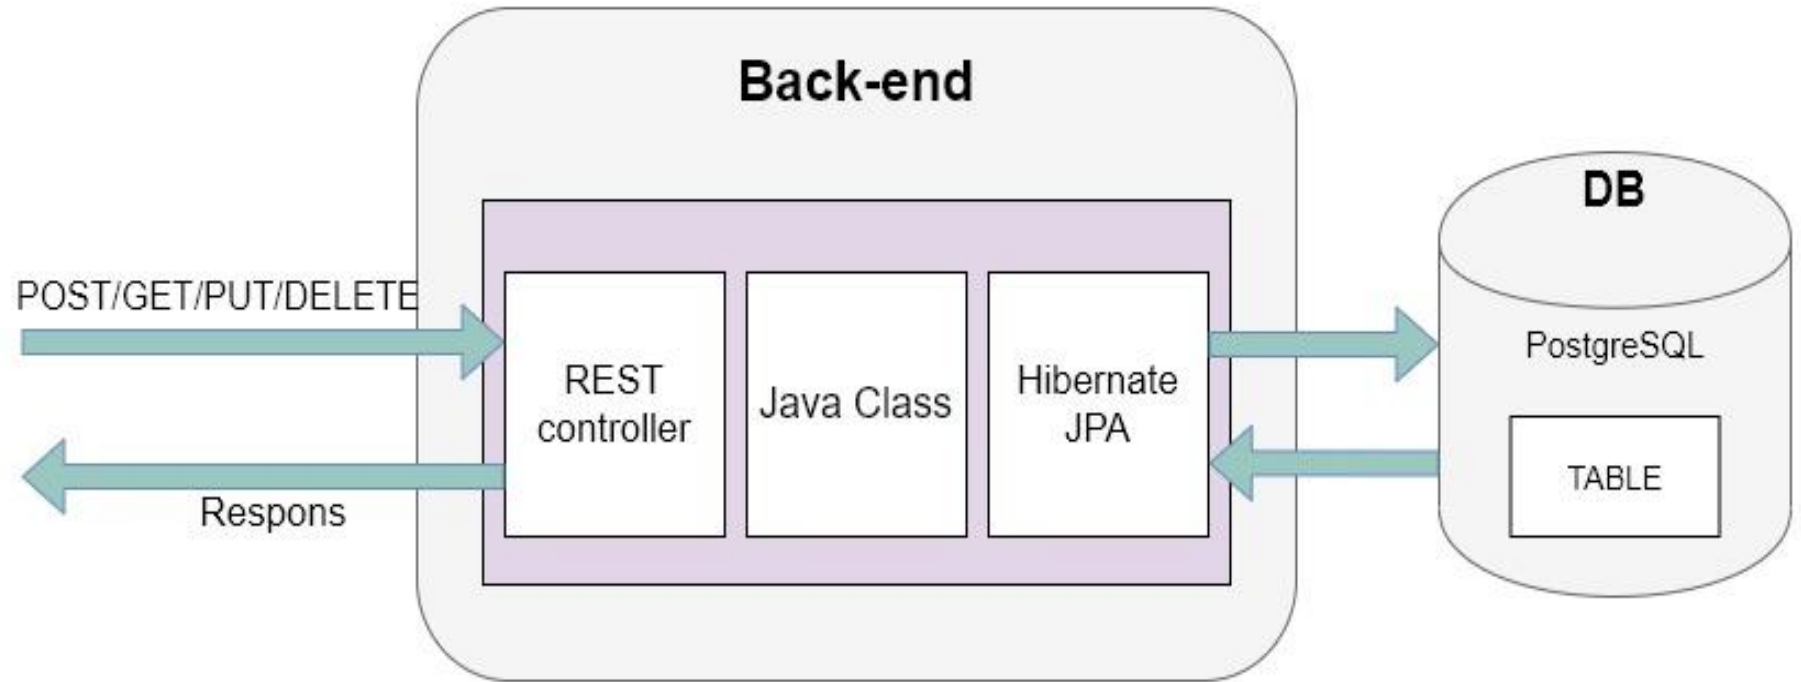 Back-end
DB
POST/GET/PUT/DELETE
REST
controller
Java Class
Hibernate
JPA
PostgreSQL
TABLE
Respons